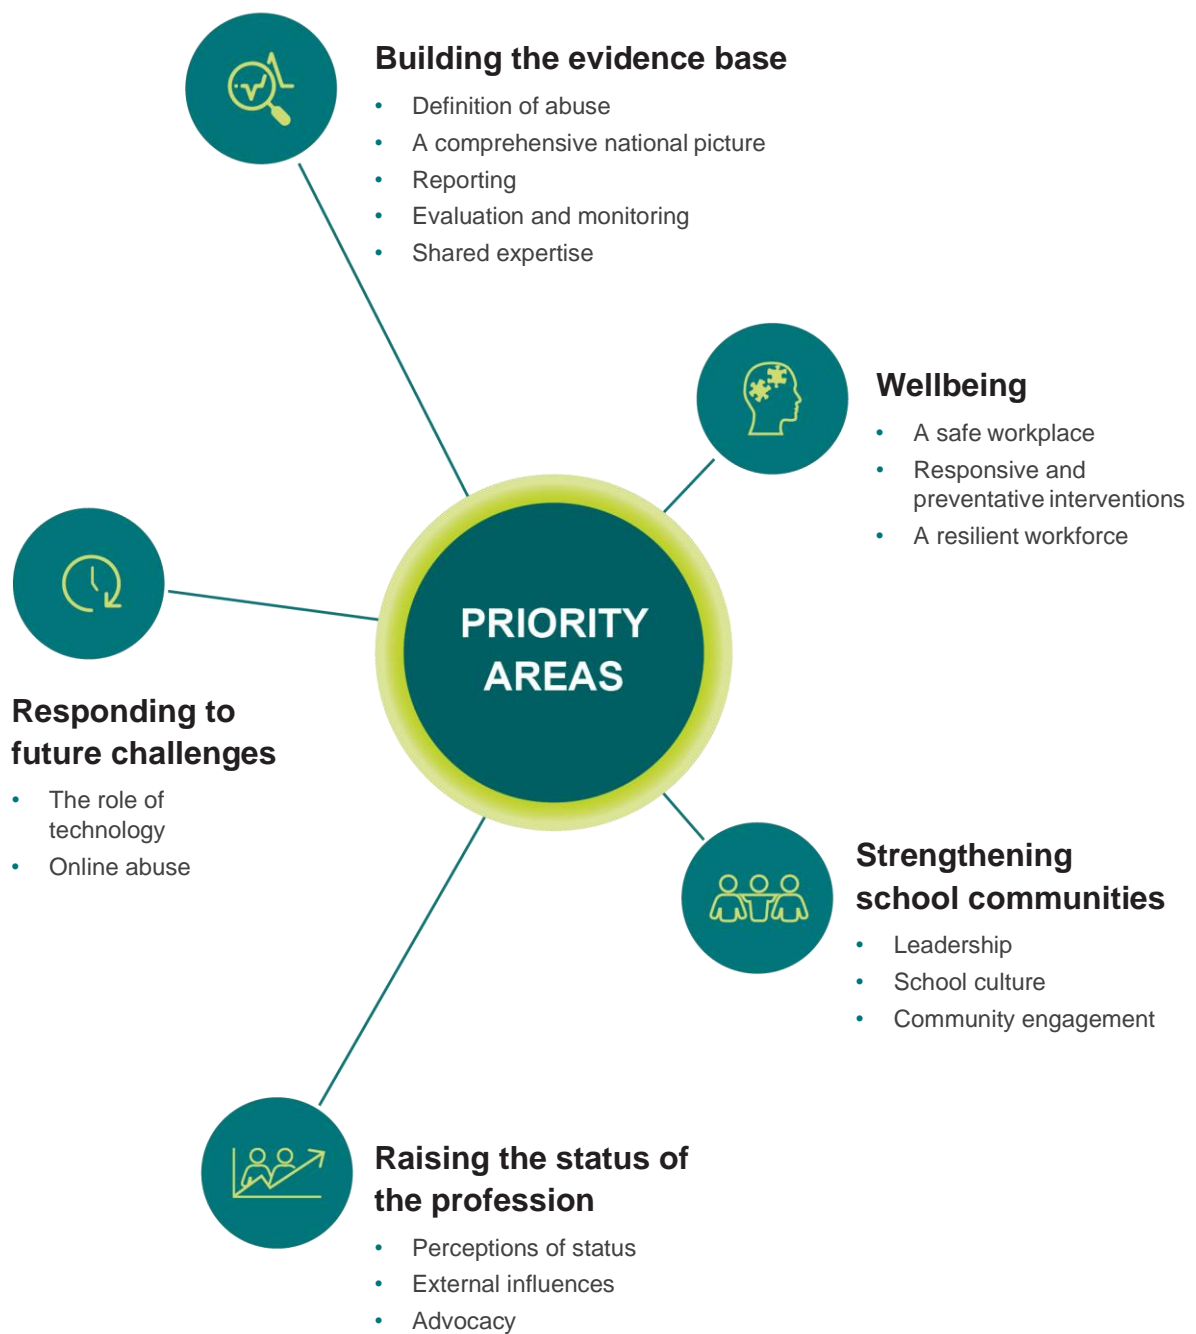 Building the evidence base
• Definition of abuse
• A comprehensive national picture
• Reporting
• Evaluation and monitoring
• Shared expertise
Wellbeing
• A safe workplace
• Responsive and
preventative interventions
• A resilient workforce
PRIORITY
AREAS
Responding to
future challenges
• The role of
technology
• Online abuse
Strengthening
school communities
• Leadership
• School culture
• Community engagement
Raising the status of
the profession
• Perceptions of status
• External influences
• Advocacy